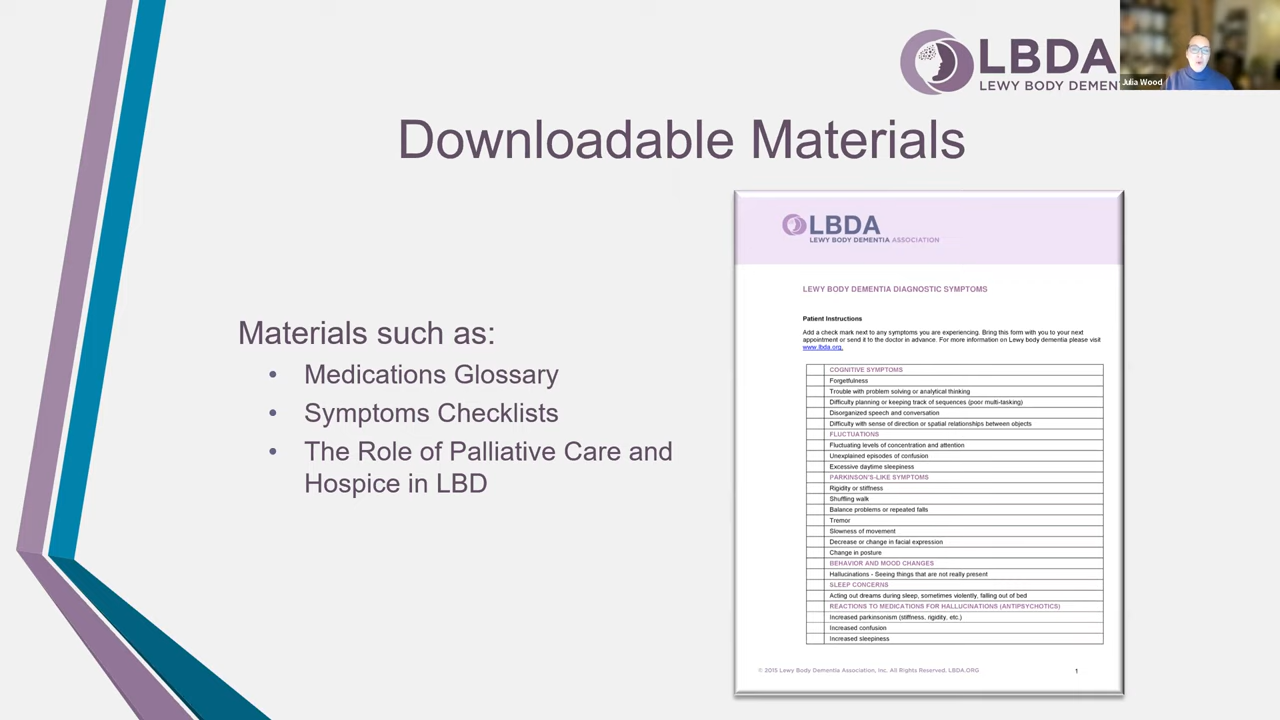 LBDA
LEWY BODY DEMEN
Julia Wood
Downloadable Materials
Materials such as:
• Medications Glossary
• Symptoms Checklists
• The Role of Palliative Care and
Hospice in LBD
LBDA
LEWY BODY DEMENTIA ASSOCIATION
LEWY BODY DEMENTIA DIAGNOSTIC SYMPTOMS
Patient Instructions
Add a check mark next to any symptoms you are experiencing. Bring this form with you to your next
appointment or send it to the doctor in advance. For more information on Lewy body dementia please visit
www.lbda.org.
COGNITIVE SYMPTOMS
Forgetfulness
Trouble with problem solving or analytical thinking
Difficulty planning or keeping track of sequences (poor multi-tasking)
Disorganized speech and conversation
Difficulty with sense of direction or spatial relationships between objects
FLUCTUATIONS
Fluctuating levels of concentration and attention
Unexplained episodes of confusion
Excessive daytime sleepiness
PARKINSON'S-LIKE SYMPTOMS
Rigidity or stiffness
Shuffling walk
Balance problems or repeated falls
Tremor
Slowness of movement
Decrease or change in facial expression
Change in posture
BEHAVIOR AND MOOD CHANGES
Hallucinations - Seeing things that are not really present
SLEEP CONCERNS
Acting out dreams during sleep, sometimes violently, falling out of bed
REACTIONS TO MEDICATIONS FOR HALLUCINATIONS (ANTIPSYCHOTICS)
Increased parkinsonism (stiffness, rigidity, etc.)
Increased confusion
Increased sleepiness
© 2015 Lewy Body Dementia Association, Inc. All Rights Reserved, LBDA.ORG 1